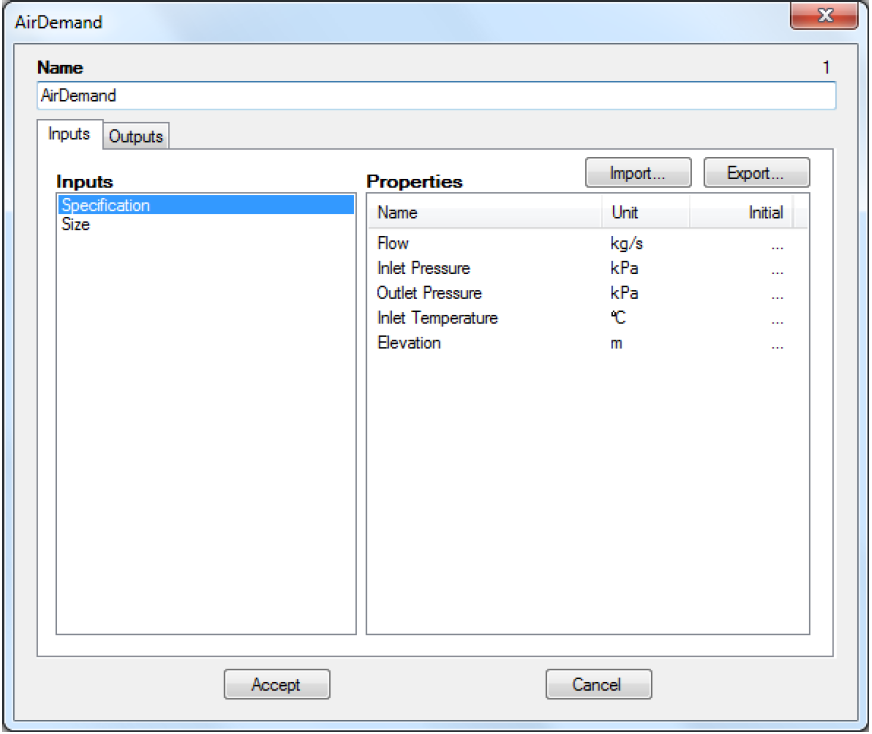 AirDemand
Name 1
AirDemand
Inputs Outputs
Import... Export...
Inputs Properties
Specification
Size
Name Unit Initial
Flow kg/s ...
Inlet Pressure kPa ...
Outlet Pressure kPa ...
Inlet Temperature °C ...
Elevation m ...
Accept Cancel